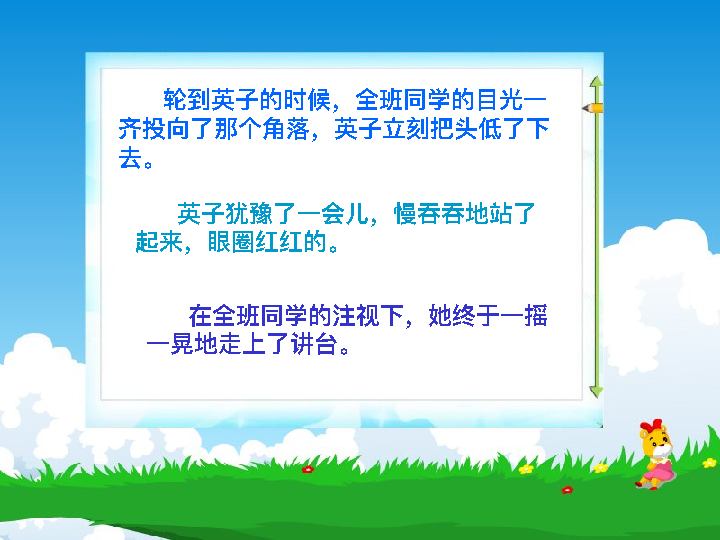 轮到英子的时候，全班同学的目光一
齐投向了那个角落，英子立刻把头低了下
去。
英子犹豫了一会儿，慢吞吞地站了
起来，眼圈红红的。
在全班同学的注视下，她终于一摇
一晃地走上了讲台。